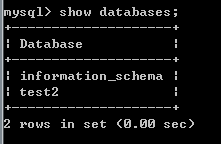 mysql> show databases;
+--------------------+
| Database           |
+--------------------+
| information_schema |
| test2              |
+--------------------+
2 rows in set (0.00 sec)